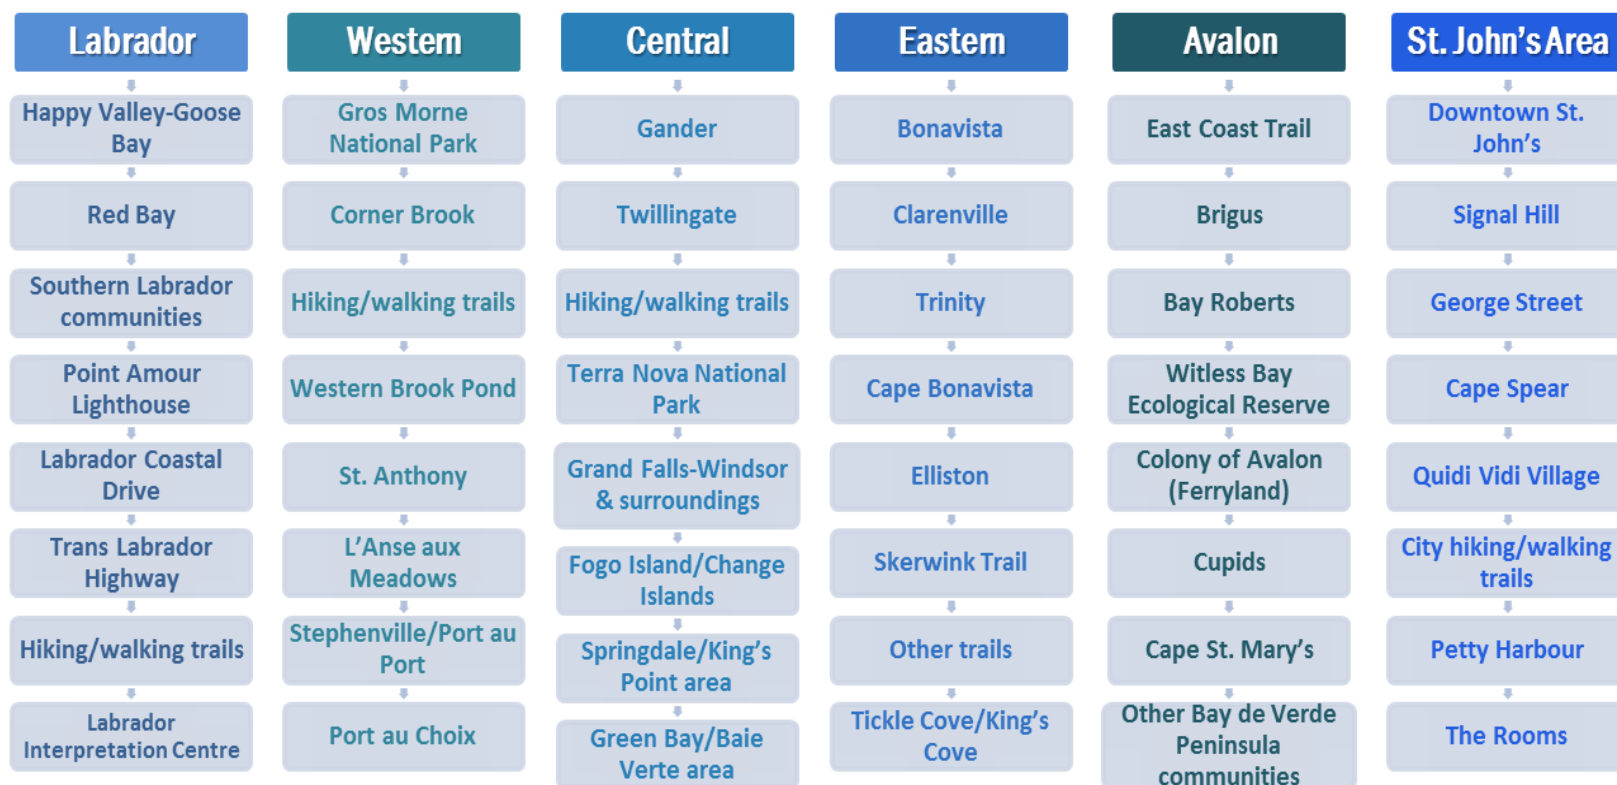 Labrador
Happy Valley-Goose
Bay
Red Bay
Southern Labrador
communities
Point Amour
Lighthouse
Labrador Coastal
Drive
Trans Labrador
Highway
Hiking/walking trails
Labrador
Interpretation Centre
Western
Gros Morne
National Park
Corner Brook
Hiking/walking trails
Western Brook Pond
St. Anthony
L'Anse aux
Meadows
Stephenville/Port au
Port
Port au Choix
Central
Gander
Twillingate
Hiking/walking trails
Terra Nova National
Park
Grand Falls-Windsor
& surroundings
Fogo Island/Change
Islands
Springdale/King's
Point area
Green Bay/Baie
Verte area
Eastern
Bonavista
Clarenville
Trinity
Cape Bonavista
Elliston
Skerwink Trail
Other trails
Tickle Cove/King's
Cove
Avalon
East Coast Trail
Brigus
Bay Roberts
Witless Bay
Ecological Reserve
Colony of Avalon
(Ferryland)
Cupids
Cape St. Mary's
Other Bay de Verde
Peninsula
communities
St. John's Area
Downtown St.
John's
Signal Hill
George Street
Cape Spear
Quidi Vidi Village
City hiking/walking
trails
Petty Harbour
The Rooms